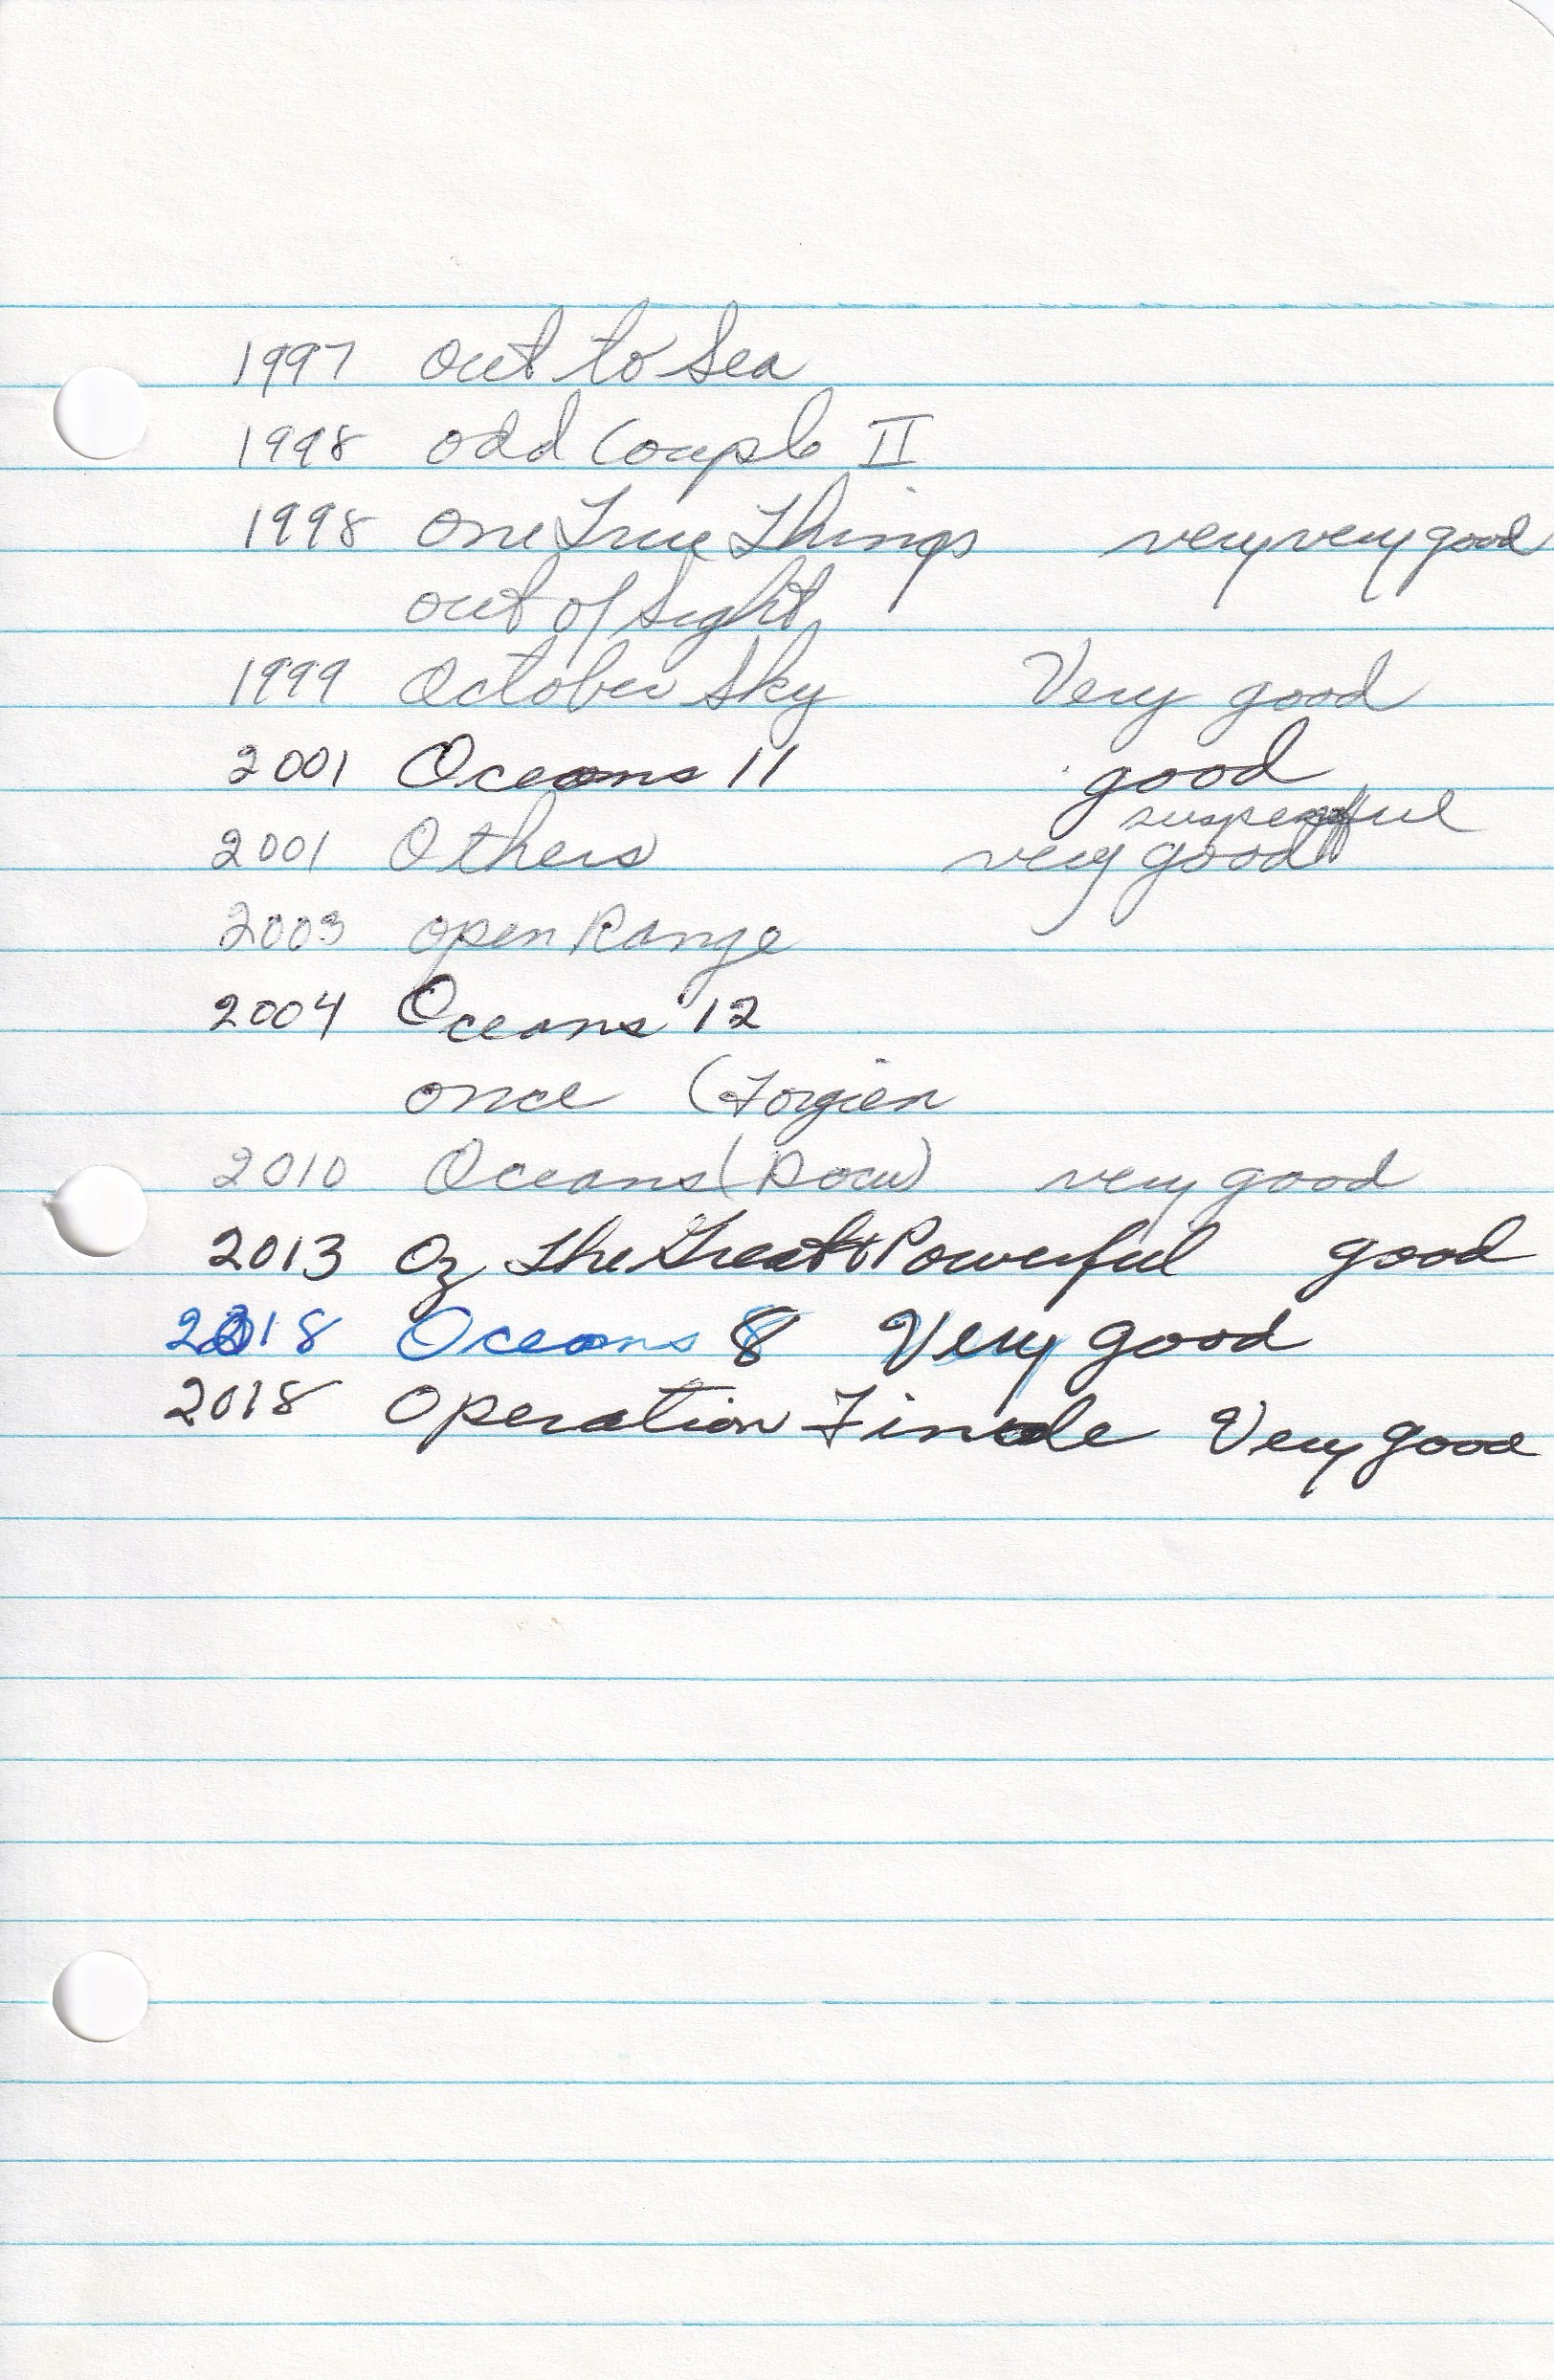 1997 Out to Sea
1998 Odd Couple II
1998 One True Things very very good
Out of Sight
1999 October Sky Very good
2001 Oceans 11 good
suspensful
2001 Others very good
2003 Open Range
2004 Oceans 12
Once (Forgien
2010 Oceans (Docu) very good
2013 Oz the Great & Powerful good
2018 Oceans 8 Very good
2018 Operation Finale Very good